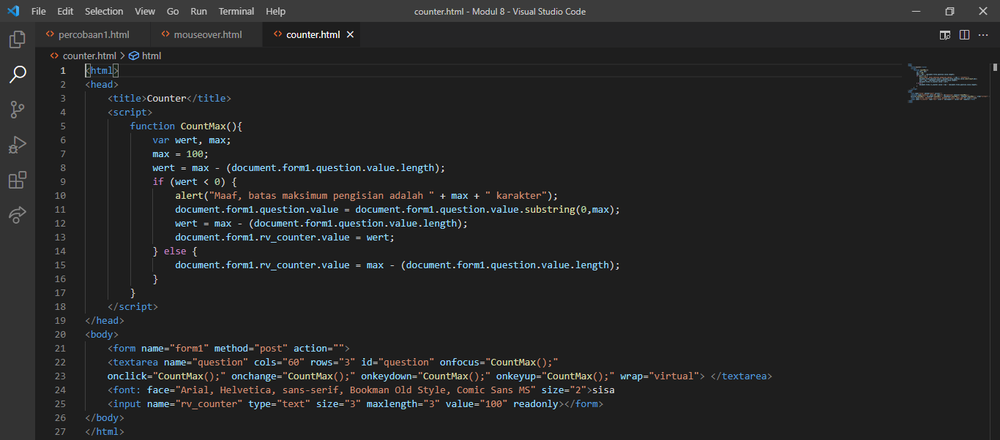 File Edit Selection View Go Run Terminal Help counter.html - Modul 8 - Visual Studio Code
percobaan1.html mouseover.html counter.html
counter.html > html
1 <html>
2 <head>
3 <title>Counter</title>
4 <script>
5 function CountMax(){
6 var wert, max;
7 max = 100;
8 wert = max - (document.form1.question.value.length);
9 if (wert < 0) {
10 alert("Maaf, batas maksimum pengisian adalah " + max + " karakter");
11 document.form1.question.value = document.form1.question.value.substring(0,max);
12 wert = max - (document.form1.question.value.length);
13 document.form1.rv_counter.value = wert;
14 } else {
15 document.form1.rv_counter.value = max - (document.form1.question.value.length);
16 }
17 }
18 </script>
19 </head>
20 <body>
21 <form name="form1" method="post" action="">
22 <textarea name="question" cols="60" rows="3" id="question" onfocus="CountMax();"
23 onclick="CountMax();" onchange="CountMax();" onkeydown="CountMax();" onkeyup="CountMax();" wrap="virtual"> </textarea>
24 <font: face="Arial, Helvetica, sans-serif, Bookman Old Style, Comic Sans MS" size="2">sisa
25 <input name="rv_counter" type="text" size="3" maxlength="3" value="100" readonly></form>
26 </body>
27 </html>